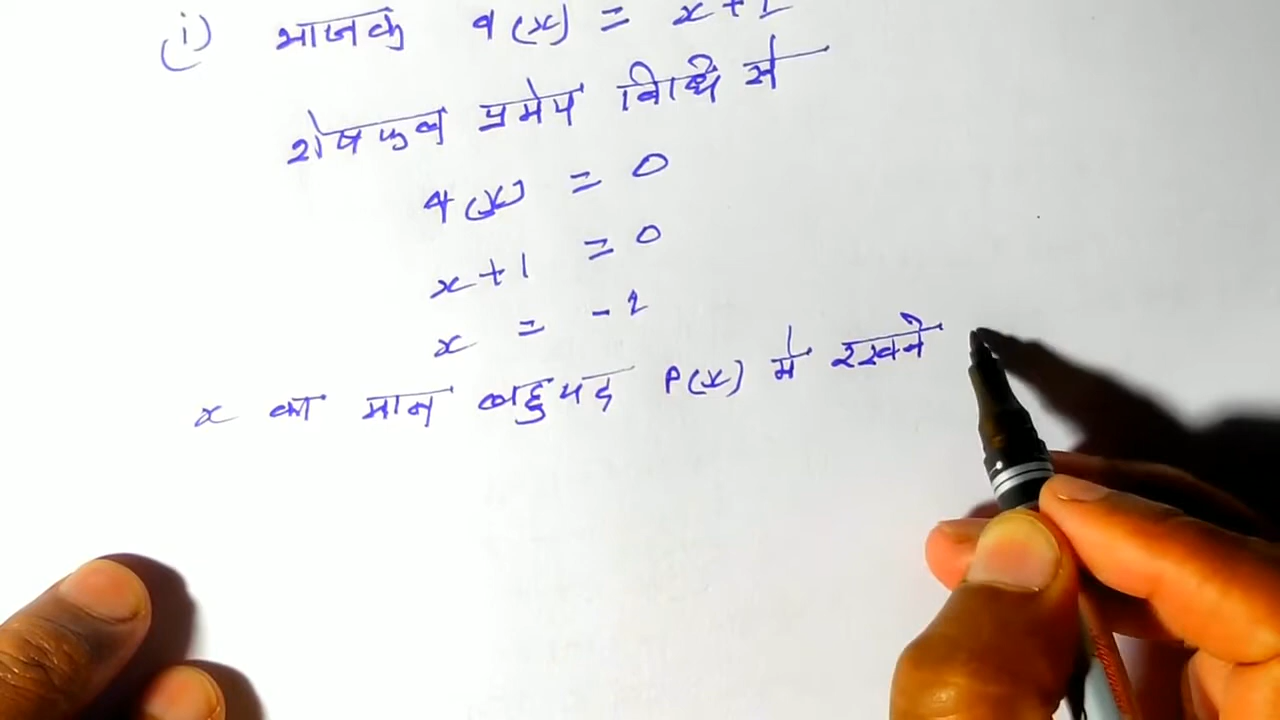 (i) भाजक q(x) = x+1
शेषफल प्रमेय विधि से
q(x) = 0
x+1 = 0
x = -1
x का मान बहुपद P(x) में रखने